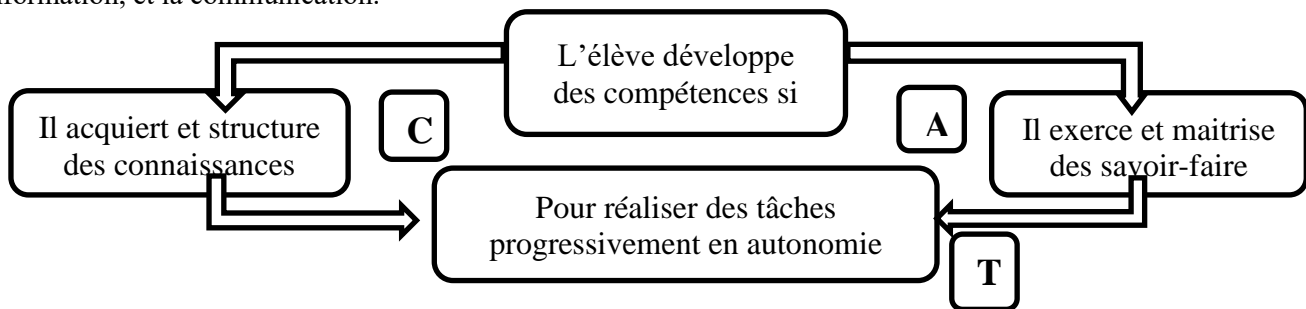 formation, et la communication.
L’élève développe
des compétences si
Il acquiert et structure
des connaissances
C
A
Il exerce et maitrise
des savoir-faire
Pour réaliser des tâches
progressivement en autonomie
T